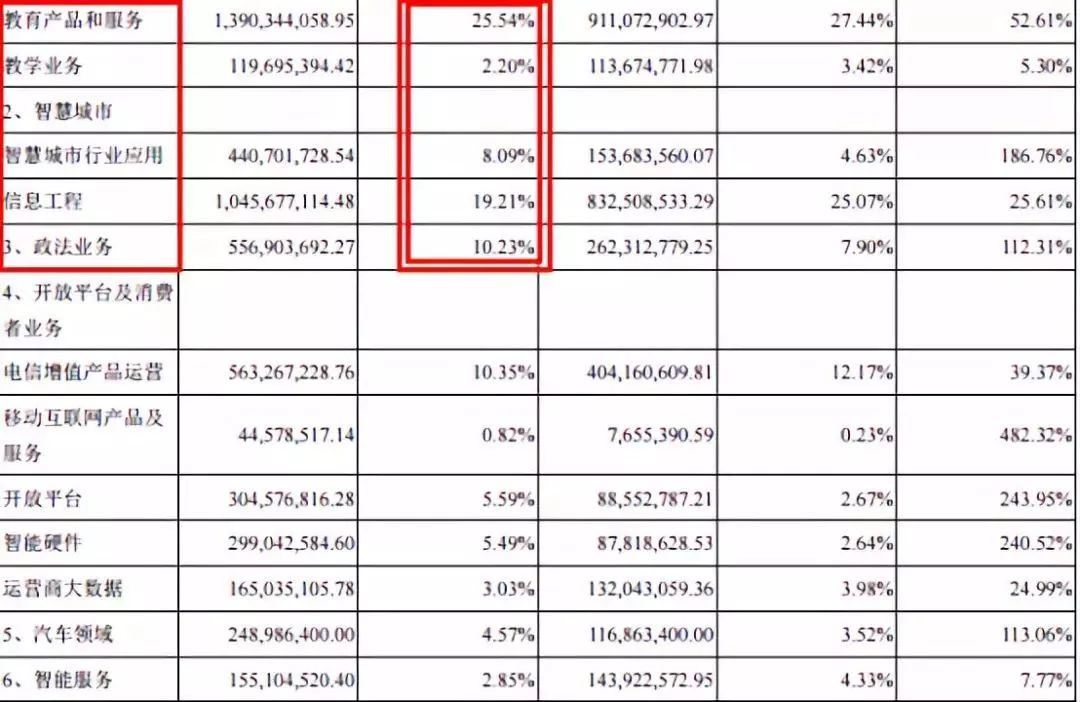 教育产品和服务 1,390,344,058.95 25.54% 911,072,902.97 27.44% 52.61%
教学业务 119,695,394.42 2.20% 113,674,771.98 3.42% 5.30%
2、智慧城市
智慧城市行业应用 440,701,728.54 8.09% 153,683,560.07 4.63% 186.76%
信息工程 1,045,677,114.48 19.21% 832,508,533.29 25.07% 25.61%
3、政法业务 556,903,692.27 10.23% 262,312,779.25 7.90% 112.31%
4、开放平台及消费
者业务
电信增值产品运营 563,267,228.76 10.35% 404,160,609.81 12.17% 39.37%
移动互联网产品及
服务 44,578,517.14 0.82% 7,655,390.59 0.23% 482.32%
开放平台 304,576,816.28 5.59% 88,552,787.21 2.67% 243.95%
智能硬件 299,042,584.60 5.49% 87,818,628.53 2.64% 240.52%
运营商大数据 165,035,105.78 3.03% 132,043,059.36 3.98% 24.99%
5、汽车领域 248,986,400.00 4.57% 116,863,400.00 3.52% 113.06%
6、智能服务 155,104,520.40 2.85% 143,922,572.95 4.33% 7.77%